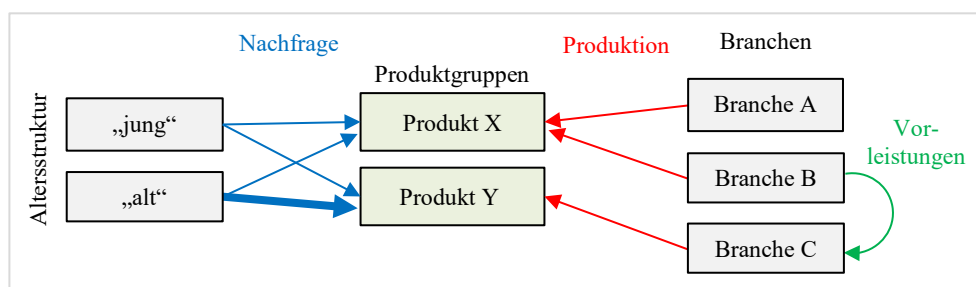 Nachfrage
Produktion
Branchen
Produktgruppen
Altersstruktur
„jung“
„alt“
Produkt X
Produkt Y
Branche A
Branche B
Branche C
Vor-
leistungen